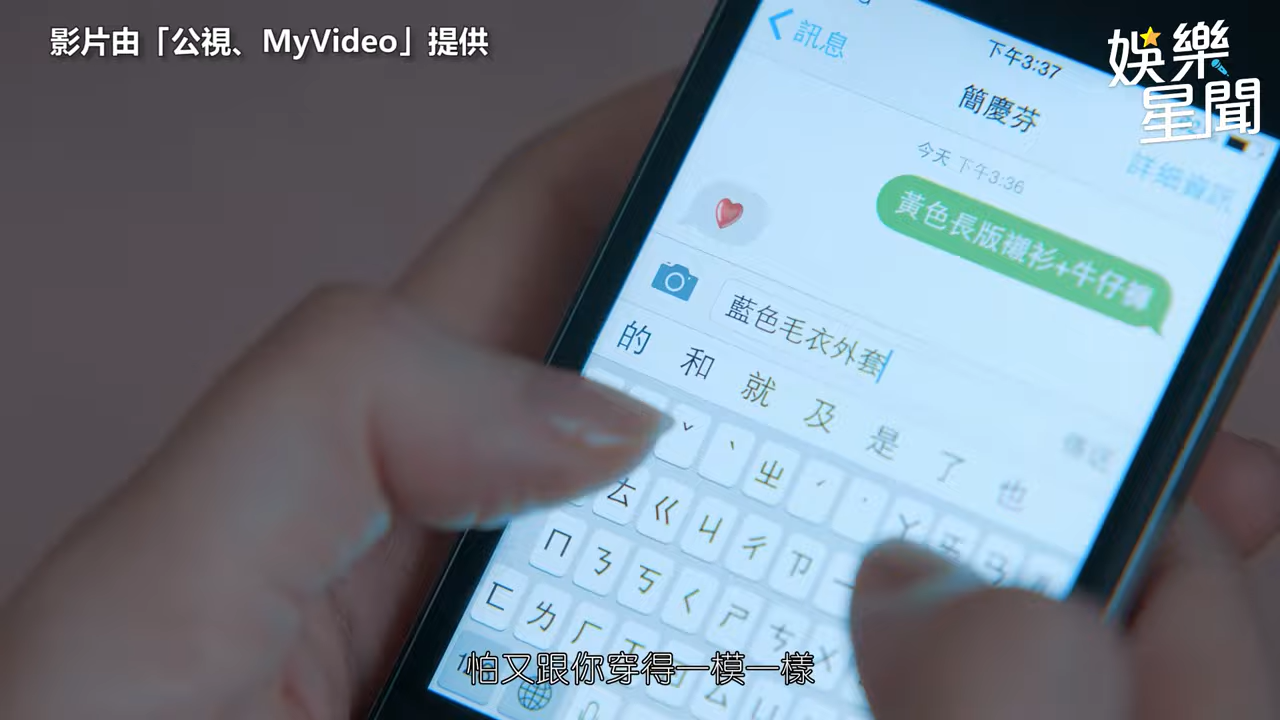 影片由「公視、MyVideo」提供
娛樂
星聞
訊息
下午3:37
簡慶芬
詳細資訊
今天 下午3:36
黃色長版襯衫+牛仔褲
藍色毛衣外套
的 和 就 及 是 了 也
ˇ ˋ ㄓ ˊ ˙ ㄚ ㄞ ㄢ
ㄊ ㄍ ㄐ ㄔ ㄗ ㄧ
ㄇ ㄋ ㄎ ㄑ ㄕ ㄘ ㄨ
ㄈ ㄌ ㄏ
怕又跟你穿得一模一樣